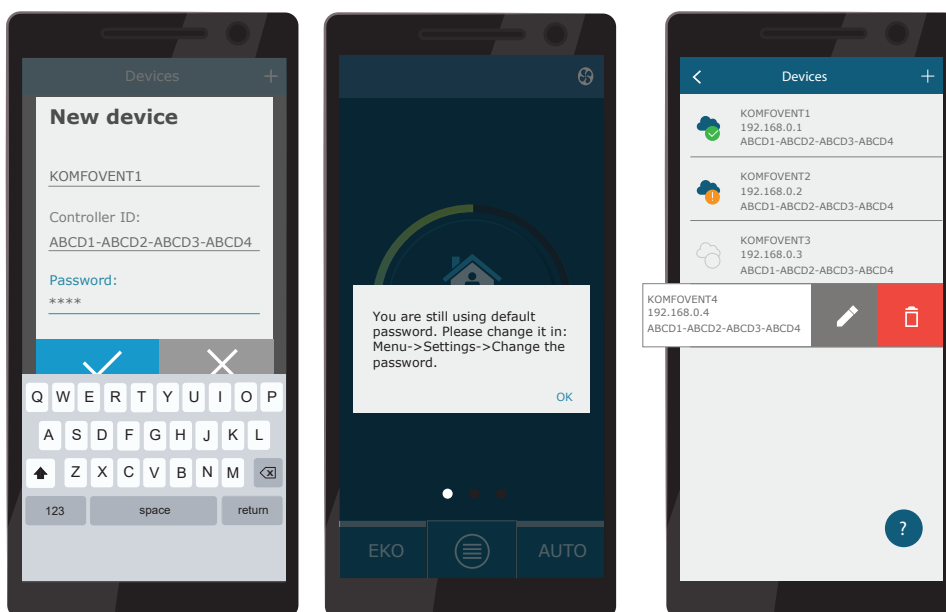 Devices +
New device
KOMFOVENT1
Controller ID:
ABCD1-ABCD2-ABCD3-ABCD4
Password:
****
Q W E R T Y U I O P
A S D F G H J K L
Z X C V B N M
123 space return
You are still using default
password. Please change it in:
Menu->Settings->Change the
password.
OK
EKO AUTO
Devices +
KOMFOVENT1
192.168.0.1
ABCD1-ABCD2-ABCD3-ABCD4
KOMFOVENT2
192.168.0.2
ABCD1-ABCD2-ABCD3-ABCD4
!
KOMFOVENT3
192.168.0.3
ABCD1-ABCD2-ABCD3-ABCD4
KOMFOVENT4
192.168.0.4
ABCD1-ABCD2-ABCD3-ABCD4
?